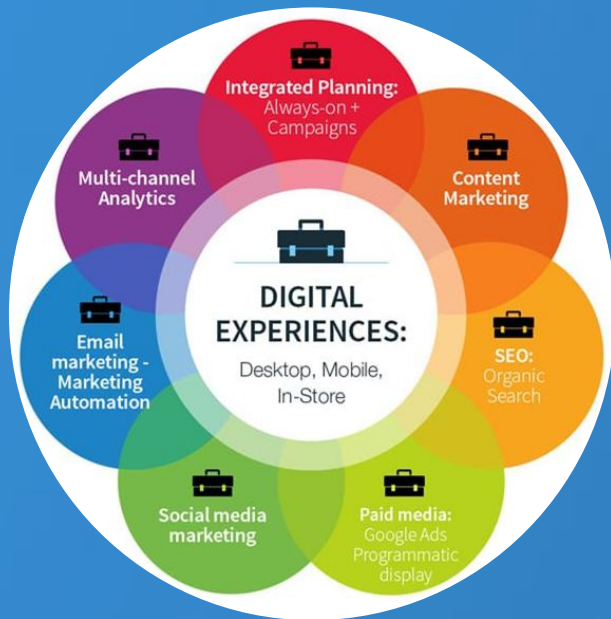 Integrated Planning:
Always-on +
Campaigns
Content
Marketing
SEO:
Organic
Search
Paid media:
Google Ads
Programmatic
display
Social media
marketing
Email
marketing -
Marketing
Automation
Multi-channel
Analytics
DIGITAL
EXPERIENCES:
Desktop, Mobile,
In-Store